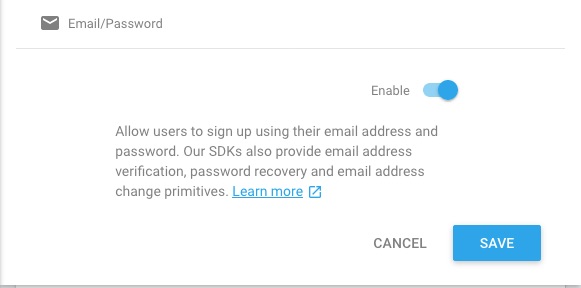 Email/Password
Enable
Allow users to sign up using their email address and
password. Our SDKs also provide email address
verification, password recovery and email address
change primitives. Learn more
CANCEL SAVE